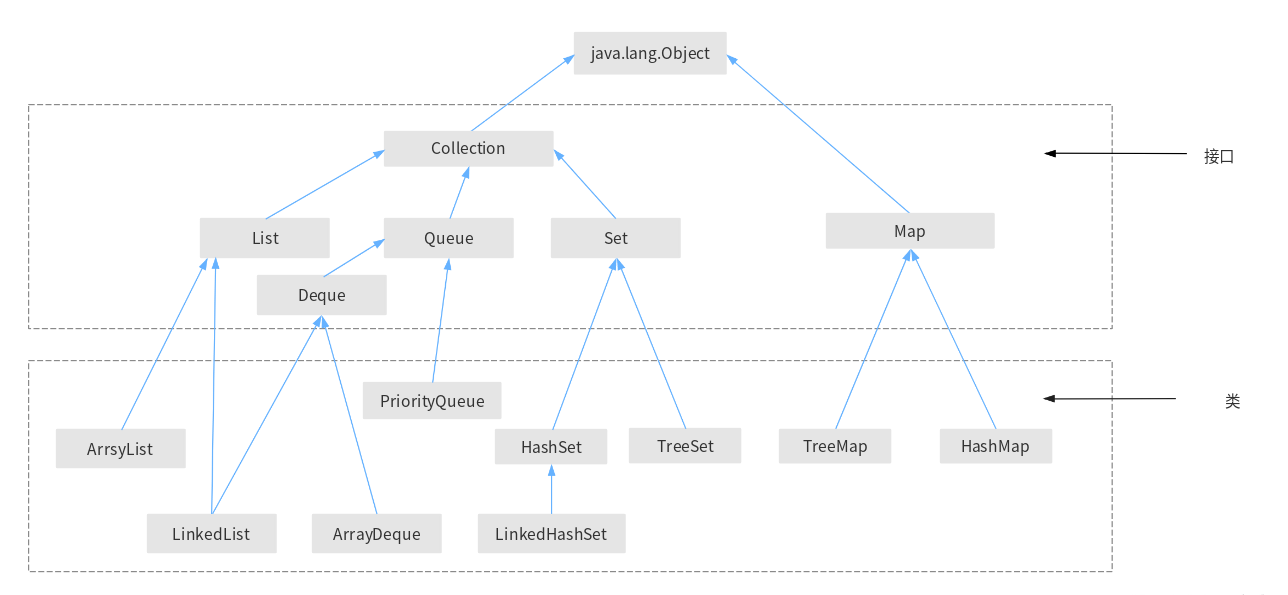 java.lang.Object
Collection
接口
List
Queue
Set
Map
Deque
PriorityQueue
类
ArrsyList
HashSet
TreeSet
TreeMap
HashMap
LinkedList
ArrayDeque
LinkedHashSet